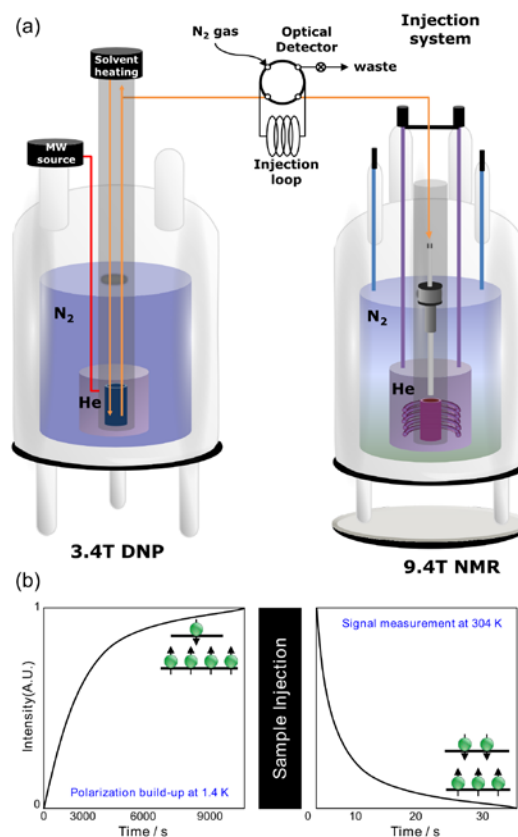 (a)
Solvent
heating
MW
source
N₂ gas
Optical
Detector
waste
Injection
loop
Injection
system
N₂
He
3.4T DNP
N₂
He
9.4T NMR
(b)
Intensity(A.U.)
1
0
Polarization build-up at 1.4 K
0 3000 6000 9000
Time / s
Sample Injection
1
0
Signal measurement at 304 K
0 10 20 30
Time / s